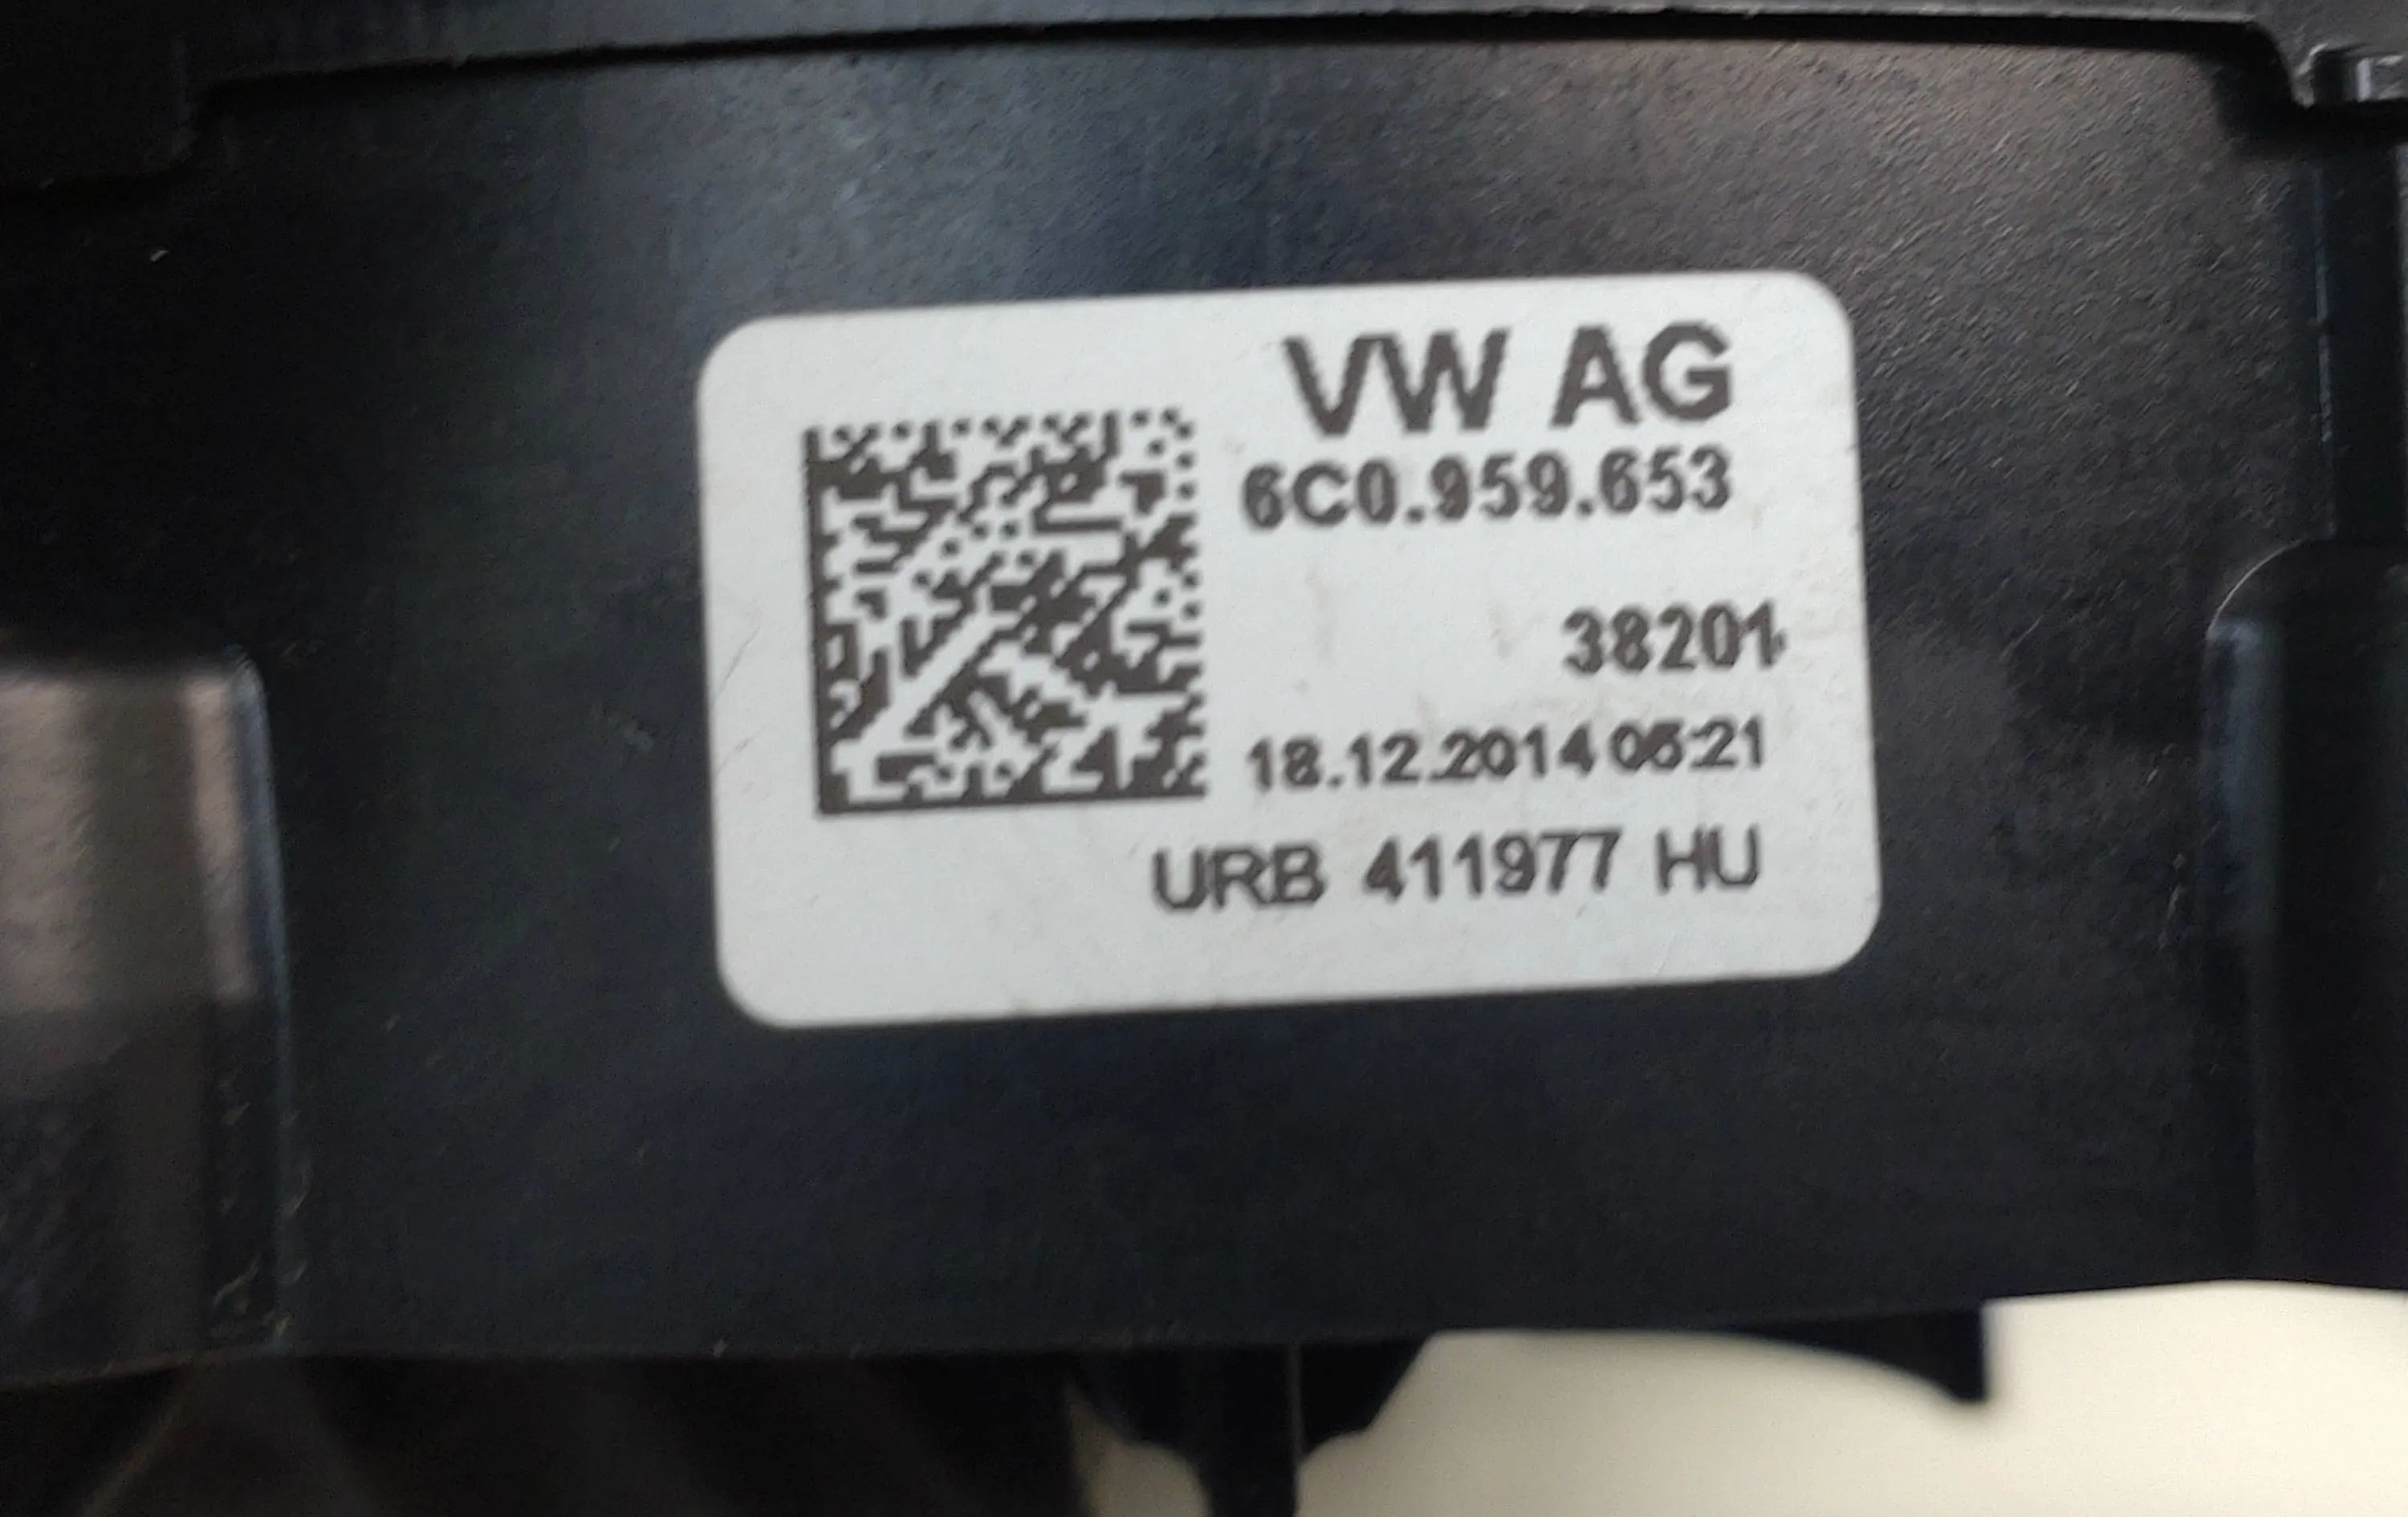 VW AG
6C0.959.653
38201
18.12.2014 05:21
URB 411977 HU